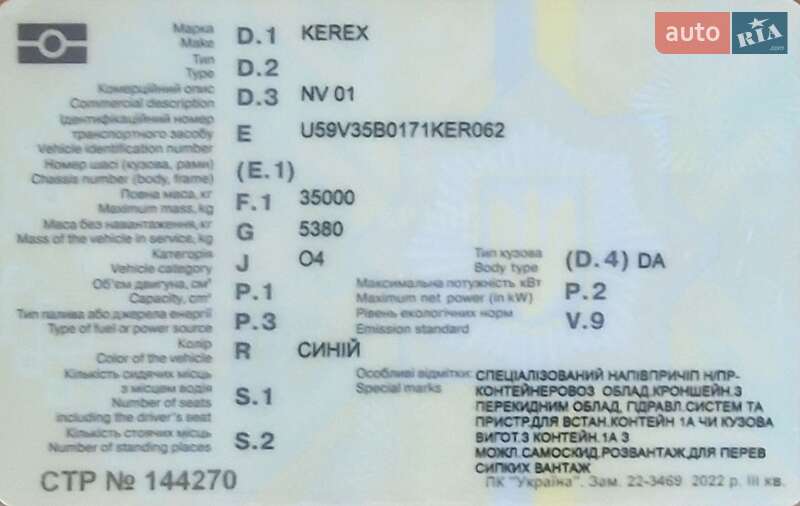 auto RIA .com
Марка D.1 KEREX
Make
Тип D.2
Type
Комерційний опис D.3 NV 01
Commercial description
Ідентифікаційний номер
транспортного засобу E U59V35B0171KER062
Vehicle identification number
Номер шасі (кузова, рами) (E.1)
Chassis number (body, frame)
Повна маса, кг F.1 35000
Maximum mass, kg
Маса без навантаження, кг G 5380
Mass of the vehicle in service, kg
Категорія J O4 Тип кузова (D.4) DA
Vehicle category Body type
Об'єм двигуна, см³ P.1 Максимальна потужність кВт P.2
Capacity, cm³ Maximum net power (in kW)
Тип палива або джерела енергії P.3 Рівень екологічних норм V.9
Type of fuel or power source Emission standard
Колір R СИНІЙ
Color of the vehicle
Кількість сидячих місць
з місцем водія S.1
Number of seats
including the driver's seat
Кількість стоячих місць S.2
Number of standing places
Особливі відмітки: СПЕЦІАЛІЗОВАНИЙ НАПІВПРИЧІП Н/ПР-
Special marks КОНТЕЙНЕРОВОЗ ОБЛАД.КРОНШЕЙН.З
ПЕРЕКИДНИМ ОБЛАД, ГІДРАВЛ.СИСТЕМ ТА
ПРИСТР.ДЛЯ ВСТАН.КОНТЕЙН 1А ЧИ КУЗОВА
ВИГОТ.З КОНТЕЙН.1А З
МОЖЛ.САМОСКИД.РОЗВАНТАЖ.ДЛЯ ПЕРЕВ
СИПКИХ ВАНТАЖ
СТР № 144270
ПК "Україна". Зам. 22-3469 2022 р. III кв.